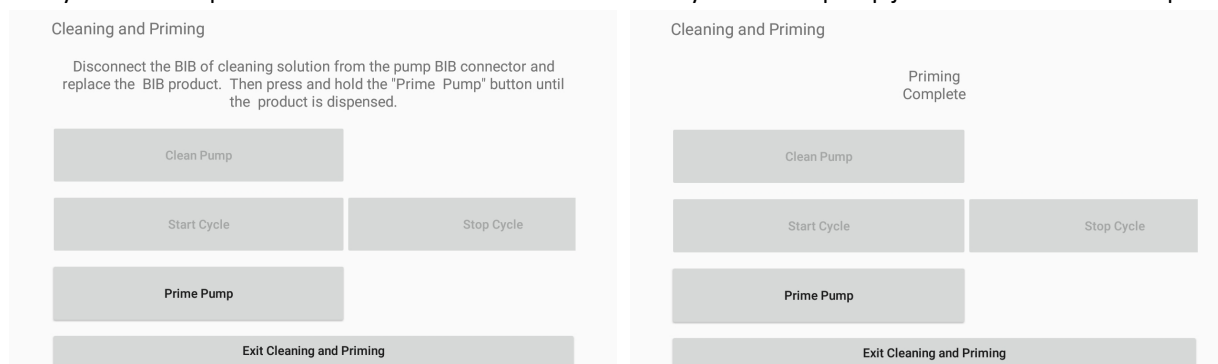 Cleaning and Priming
Disconnect the BIB of cleaning solution from the pump BIB connector and
replace the BIB product. Then press and hold the "Prime Pump" button until
the product is dispensed.
Clean Pump
Start Cycle
Stop Cycle
Prime Pump
Exit Cleaning and Priming
Cleaning and Priming
Priming
Complete
Clean Pump
Start Cycle
Stop Cycle
Prime Pump
Exit Cleaning and Priming